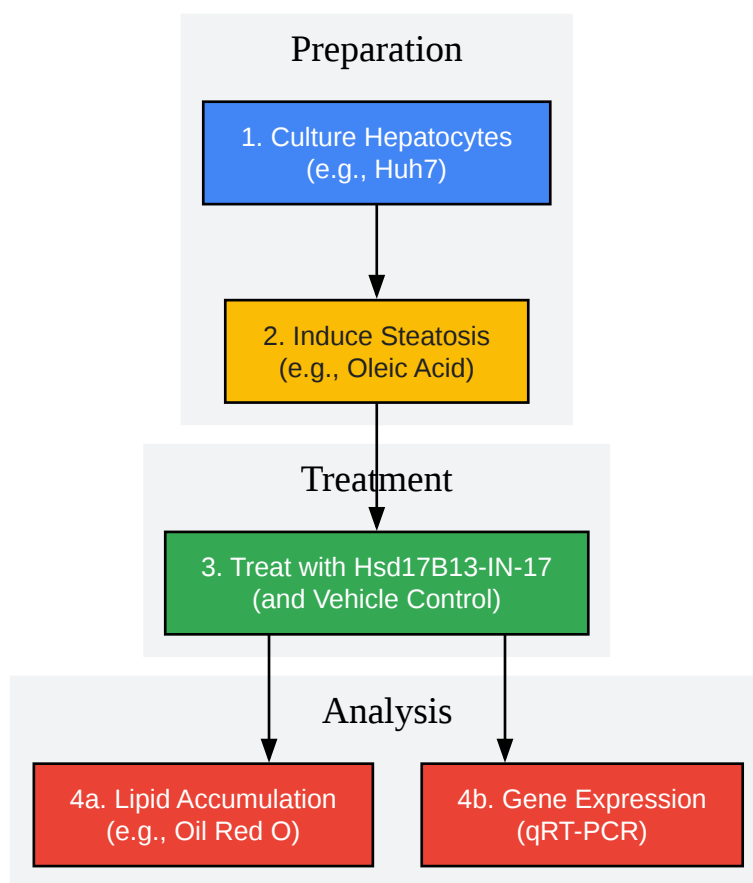 Preparation
1. Culture Hepatocytes
(e.g., Huh7)
2. Induce Steatosis
(e.g., Oleic Acid)
Treatment
3. Treat with Hsd17B13-IN-17
(and Vehicle Control)
Analysis
4a. Lipid Accumulation
(e.g., Oil Red O)
4b. Gene Expression
(qRT-PCR)